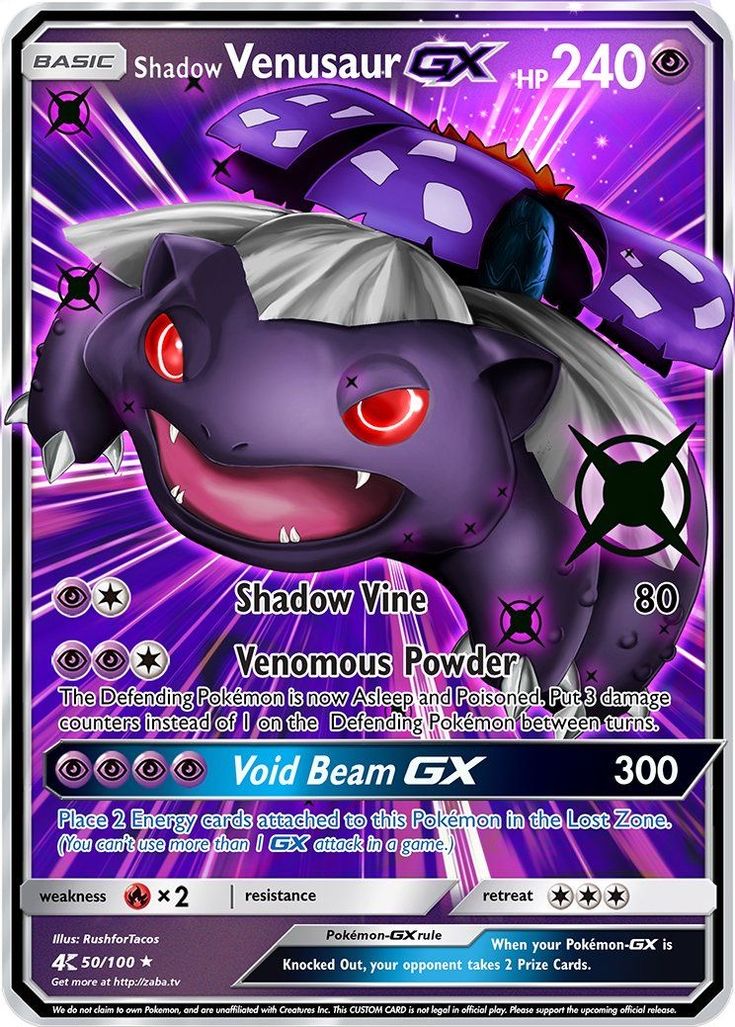 BASIC Shadow Venusaur GX HP 240
Shadow Vine 80
Venomous Powder
The Defending Pokémon is now Asleep and Poisoned. Put 3 damage
counters instead of 1 on the Defending Pokémon between turns.
Void Beam GX 300
Place 2 Energy cards attached to this Pokémon in the Lost Zone.
(You can't use more than 1 GX attack in a game.)
weakness ×2 resistance retreat
Illus: RushforTacos
4K 50/100 ★
Get more at http://zaba.tv
Pokémon-GX rule
When your Pokémon-GX is
Knocked Out, your opponent takes 2 Prize Cards.
We do not claim to own Pokemon, and are unaffiliated with Creatures Inc. This CUSTOM CARD is not legal in official play. Please support the upcoming official release.